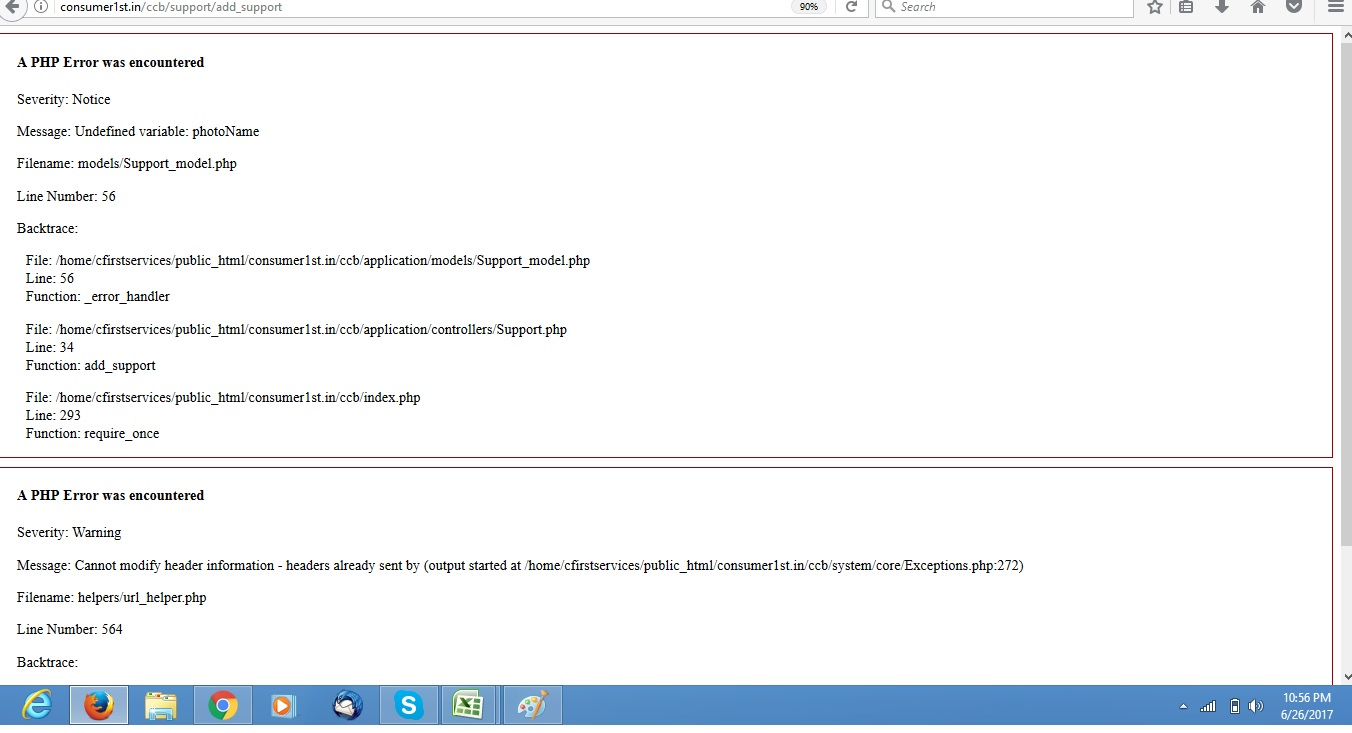 consumer1st.in/ccb/support/add_support
90%
Search
A PHP Error was encountered
Severity: Notice
Message: Undefined variable: photoName
Filename: models/Support_model.php
Line Number: 56
Backtrace:
File: /home/cfirstservices/public_html/consumer1st.in/ccb/application/models/Support_model.php
Line: 56
Function: _error_handler
File: /home/cfirstservices/public_html/consumer1st.in/ccb/application/controllers/Support.php
Line: 34
Function: add_support
File: /home/cfirstservices/public_html/consumer1st.in/ccb/index.php
Line: 293
Function: require_once
A PHP Error was encountered
Severity: Warning
Message: Cannot modify header information - headers already sent by (output started at /home/cfirstservices/public_html/consumer1st.in/ccb/system/core/Exceptions.php:272)
Filename: helpers/url_helper.php
Line Number: 564
Backtrace:
10:56 PM
6/26/2017